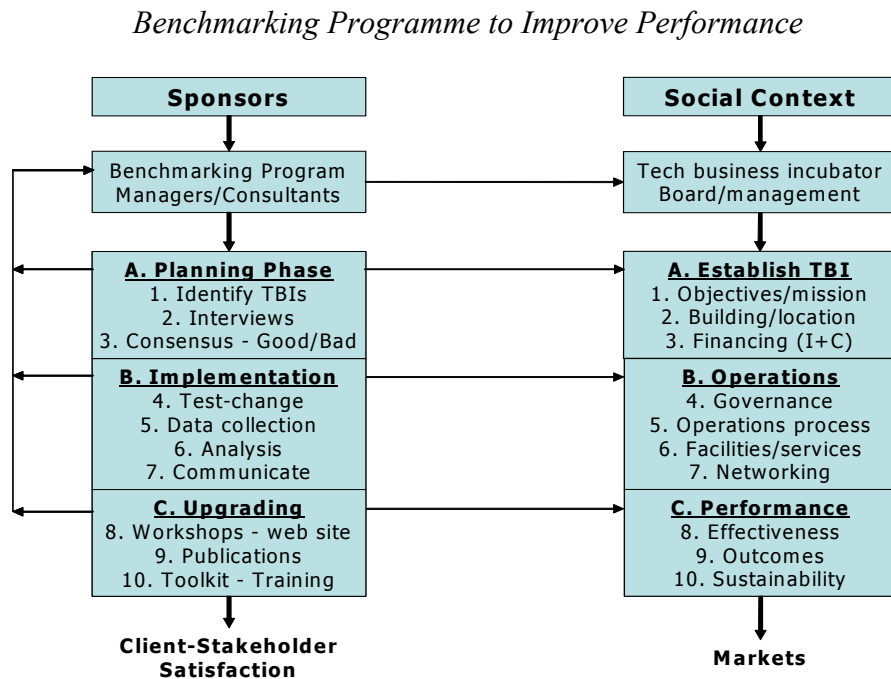 Benchmarking Programme to Improve Performance
Sponsors
Benchmarking Program
Managers/Consultants
A. Planning Phase
1. Identify TBIs
2. Interviews
3. Consensus - Good/Bad
B. Implementation
4. Test-change
5. Data collection
6. Analysis
7. Communicate
C. Upgrading
8. Workshops - web site
9. Publications
10. Toolkit - Training
Client-Stakeholder
Satisfaction
Social Context
Tech business incubator
Board/management
A. Establish TBI
1. Objectives/mission
2. Building/location
3. Financing (I+C)
B. Operations
4. Governance
5. Operations process
6. Facilities/services
7. Networking
C. Performance
8. Effectiveness
9. Outcomes
10. Sustainability
Markets